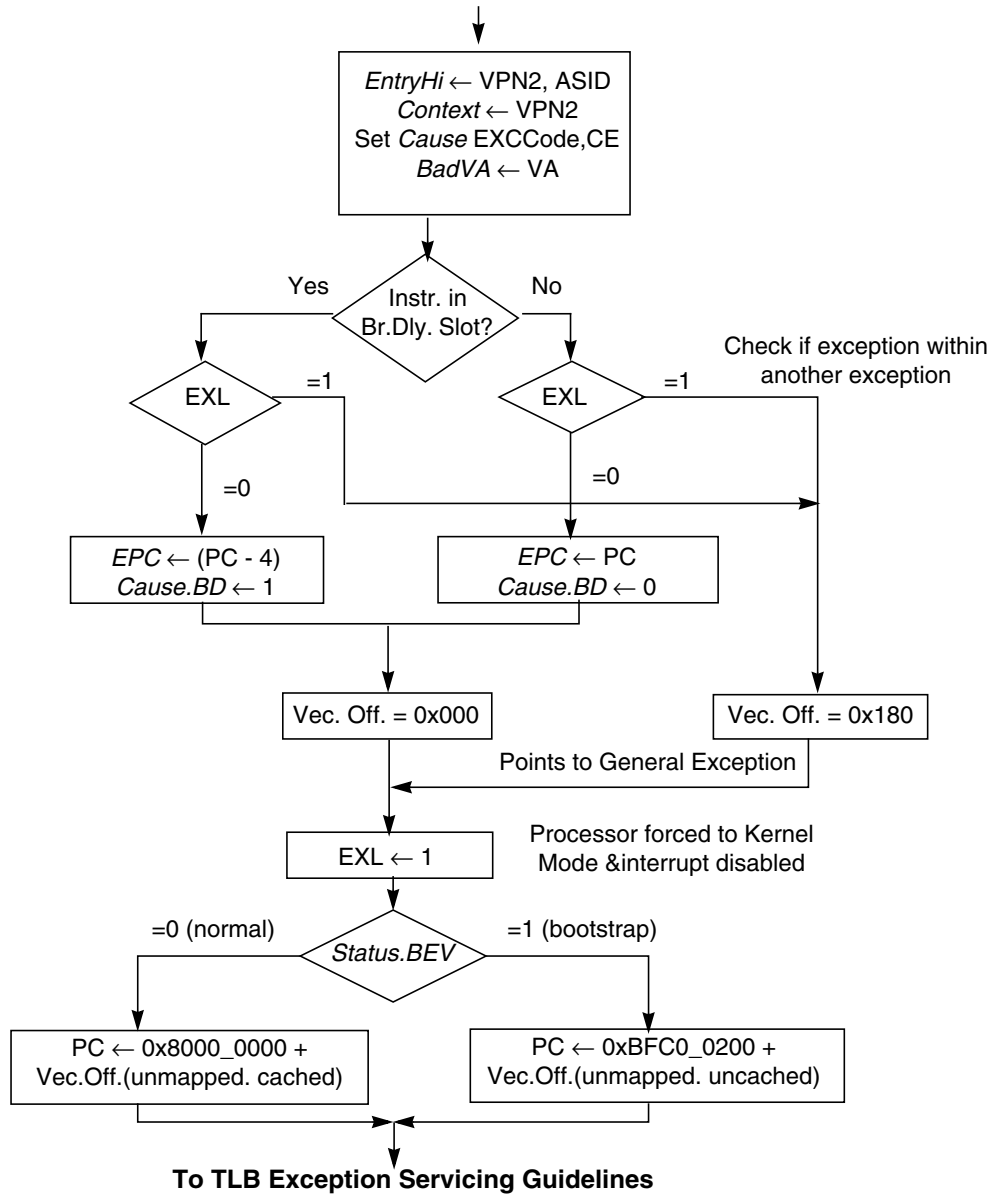 EntryHi ← VPN2, ASID
Context ← VPN2
Set Cause EXCCode,CE
BadVA ← VA
Yes
No
Instr. in
Br.Dly. Slot?
Check if exception within
another exception
EXL
=1
EXL
=1
=0
=0
EPC ← (PC - 4)
Cause.BD ← 1
EPC ← PC
Cause.BD ← 0
Vec. Off. = 0x000
Vec. Off. = 0x180
Points to General Exception
EXL ← 1
Processor forced to Kernel
Mode &interrupt disabled
=0 (normal)
=1 (bootstrap)
Status.BEV
PC ← 0x8000_0000 +
Vec.Off.(unmapped. cached)
PC ← 0xBFC0_0200 +
Vec.Off.(unmapped. uncached)
To TLB Exception Servicing Guidelines